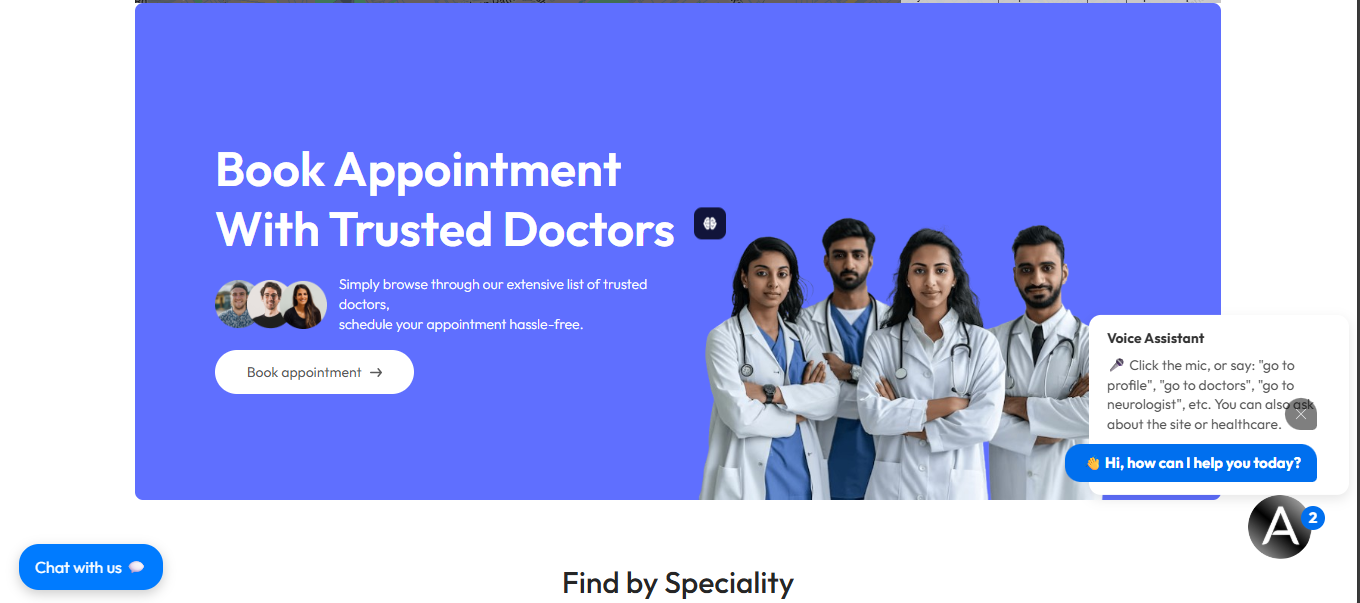 Book Appointment
With Trusted Doctors
Simply browse through our extensive list of trusted
doctors,
schedule your appointment hassle-free.
Book appointment →
Voice Assistant
🎤 Click the mic, or say: "go to
profile", "go to doctors", "go to
neurologist", etc. You can also ask
about the site or healthcare.
👋 Hi, how can I help you today?
A
2
Chat with us 💬
Find by Speciality